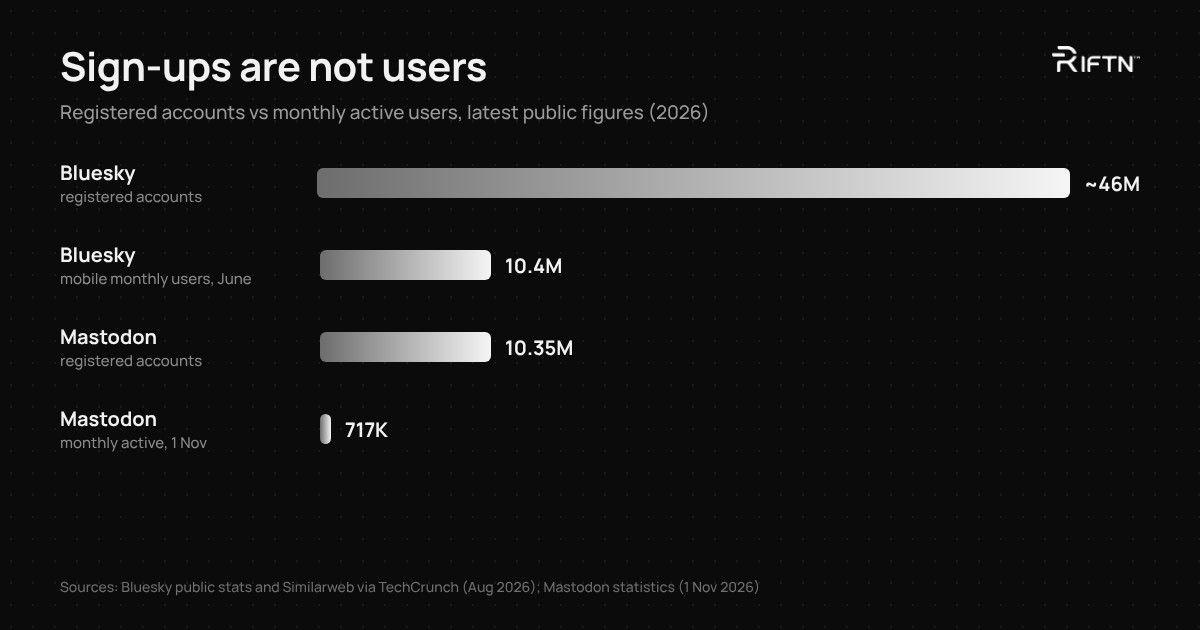 Sign-ups are not users
RIFTN™
Registered accounts vs monthly active users, latest public figures (2026)
Bluesky
registered accounts
~46M
Bluesky
mobile monthly users, June
10.4M
Mastodon
registered accounts
10.35M
Mastodon
monthly active, 1 Nov
717K
Sources: Bluesky public stats and Similarweb via TechCrunch (Aug 2026); Mastodon statistics (1 Nov 2026)